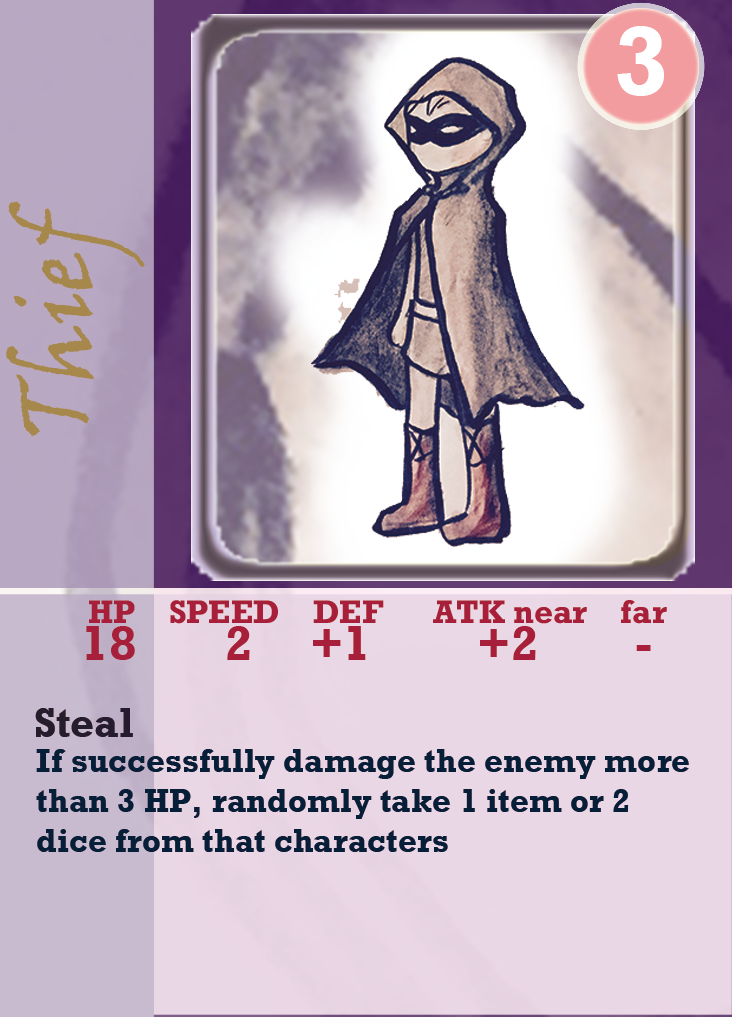 3
Thief
HP SPEED DEF ATK near far
18 2 +1 +2 -
Steal
If successfully damage the enemy more
than 3 HP, randomly take 1 item or 2
dice from that characters